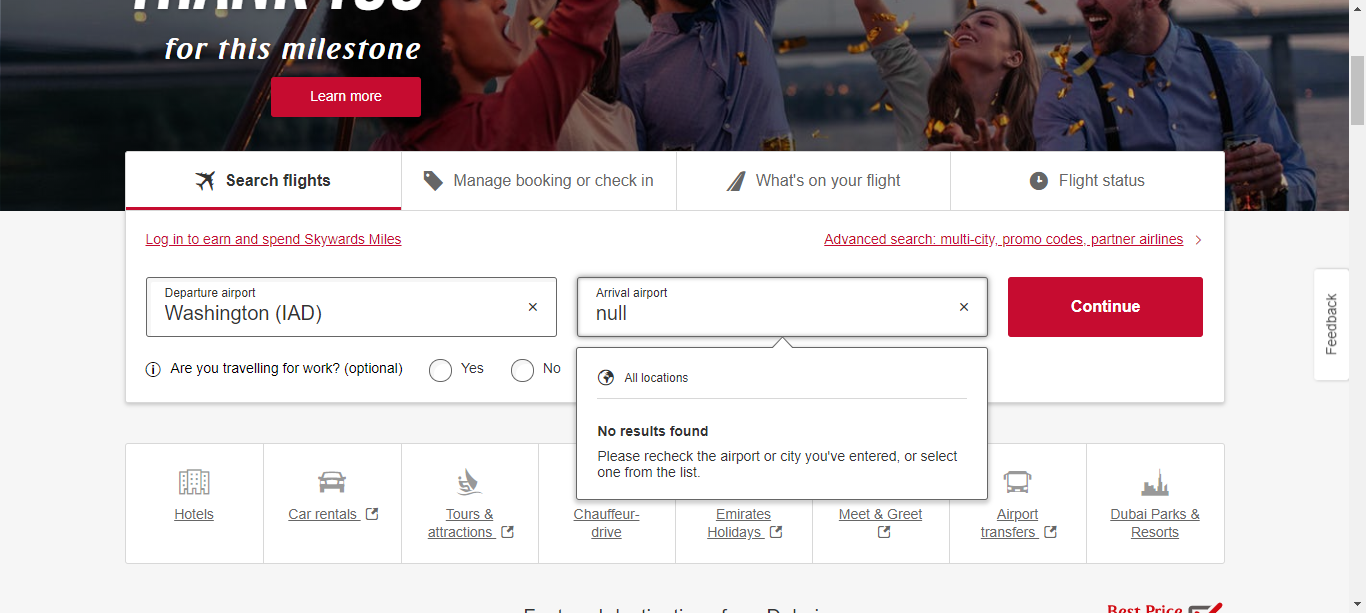 THANK YOU
for this milestone
Learn more
Search flights
Manage booking or check in
What's on your flight
Flight status
Log in to earn and spend Skywards Miles
Advanced search: multi-city, promo codes, partner airlines
Departure airport
Washington (IAD)
Arrival airport
null
Continue
Feedback
Are you travelling for work? (optional)
Yes
No
All locations
No results found
Please recheck the airport or city you've entered, or select
one from the list.
Hotels
Car rentals
Tours &
attractions
Chauffeur-
drive
Emirates
Holidays
Meet & Greet
Airport
transfers
Dubai Parks &
Resorts
Best Price